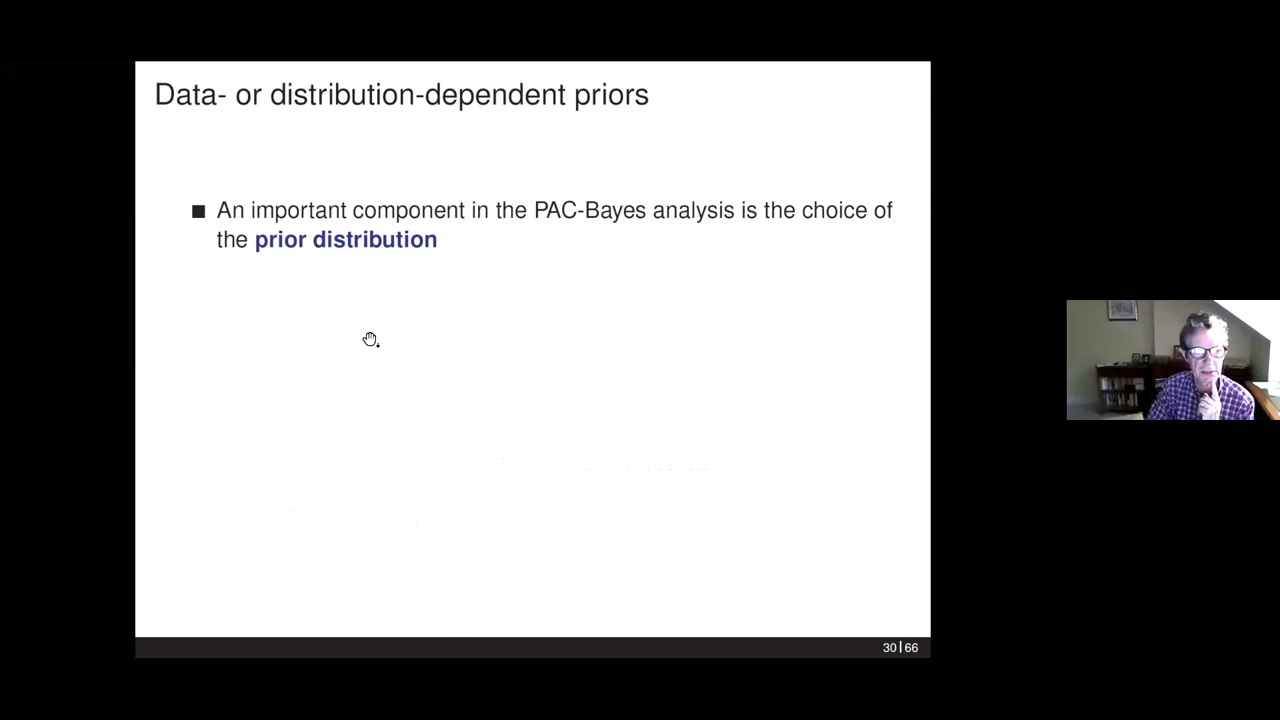 Data- or distribution-dependent priors
■ An important component in the PAC-Bayes analysis is the choice of
the prior distribution
30|66